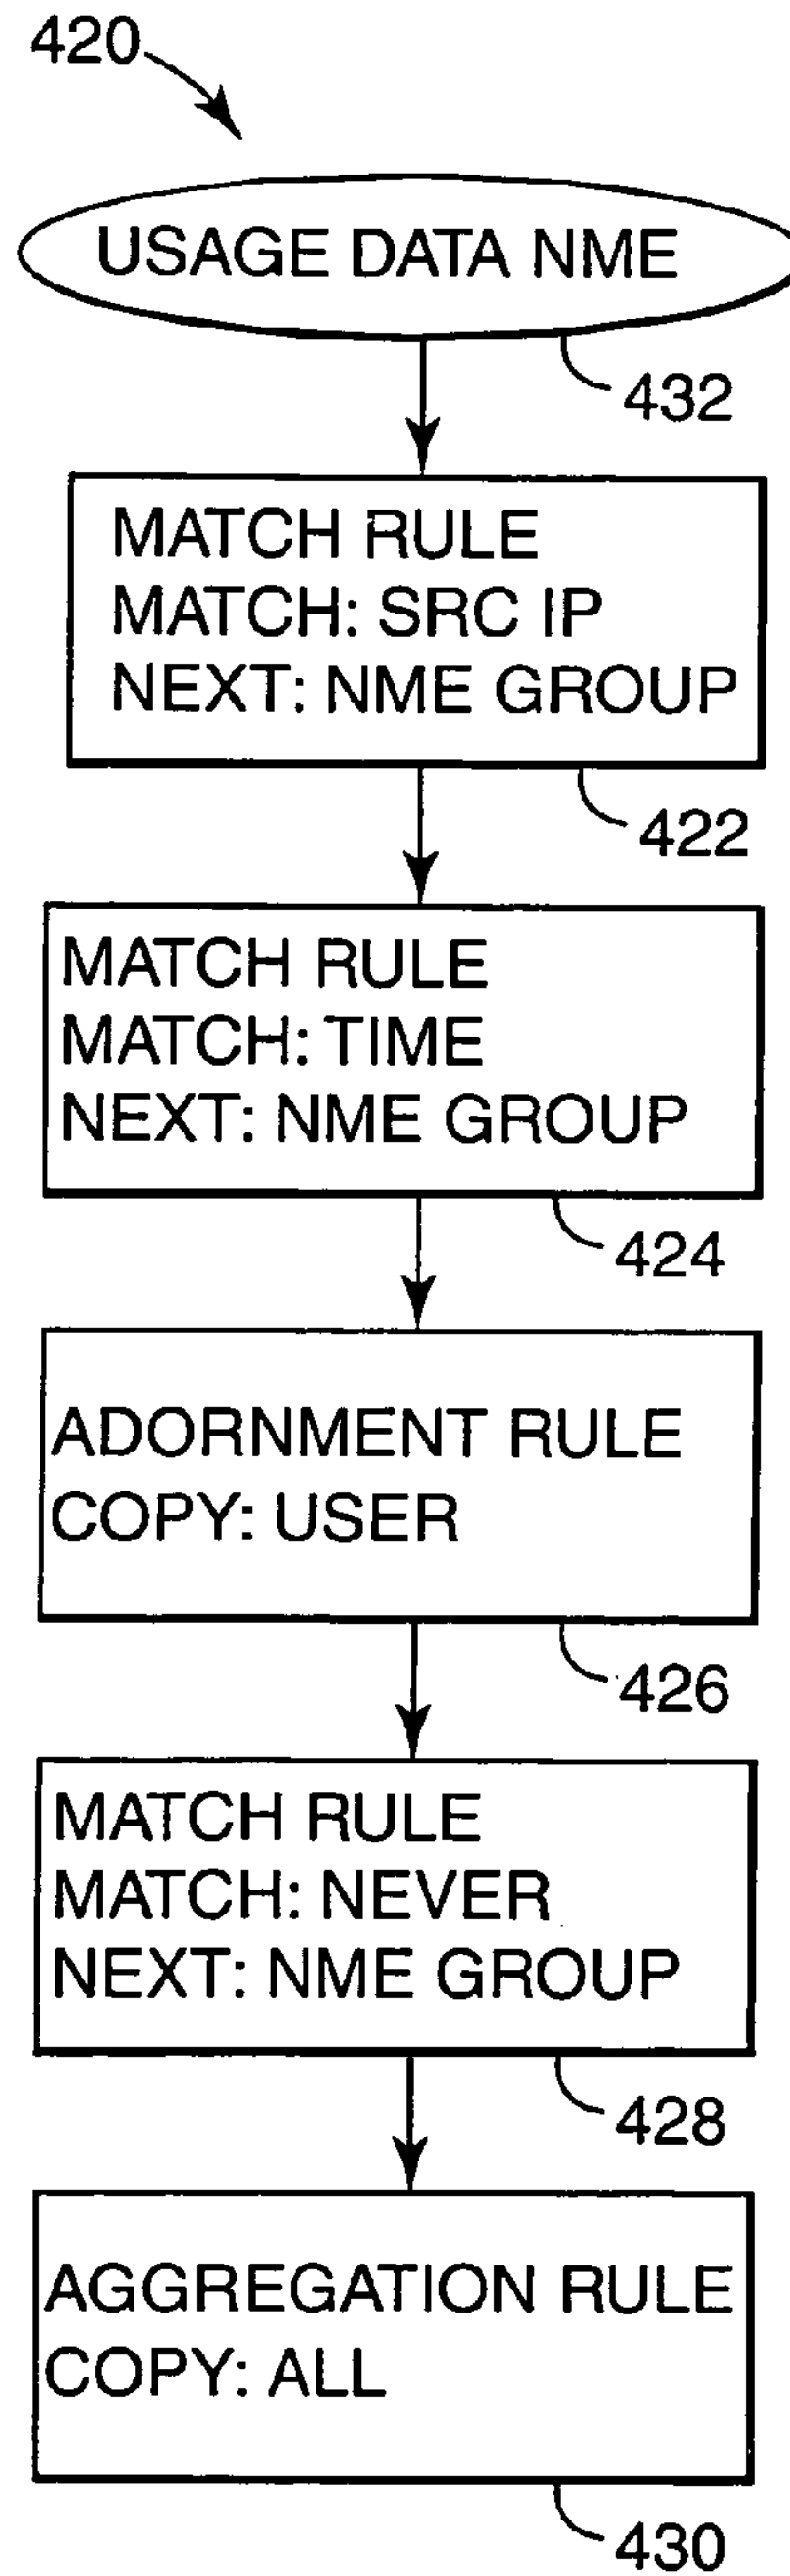 420
USAGE DATA NME
432
MATCH RULE
MATCH: SRC IP
NEXT: NME GROUP
422
MATCH RULE
MATCH: TIME
NEXT: NME GROUP
424
ADORNMENT RULE
COPY: USER
426
MATCH RULE
MATCH: NEVER
NEXT: NME GROUP
428
AGGREGATION RULE
COPY: ALL
430